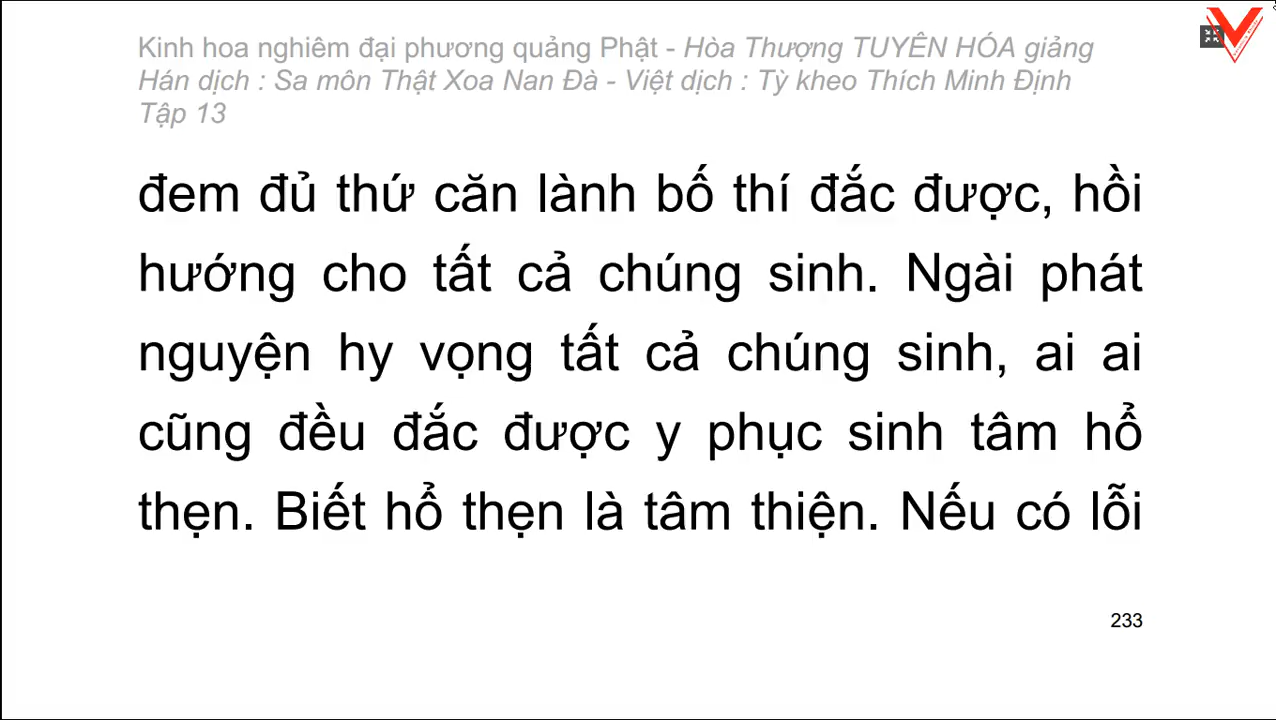 Kinh hoa nghiêm đại phương quảng Phật - Hòa Thượng TUYÊN HÓA giảng
Hán dịch : Sa môn Thật Xoa Nan Đà - Việt dịch : Tỳ kheo Thích Minh Định
Tập 13
đem đủ thứ căn lành bố thí đắc được, hồi
hướng cho tất cả chúng sinh. Ngài phát
nguyện hy vọng tất cả chúng sinh, ai ai
cũng đều đắc được y phục sinh tâm hổ
thẹn. Biết hổ thẹn là tâm thiện. Nếu có lỗi
233